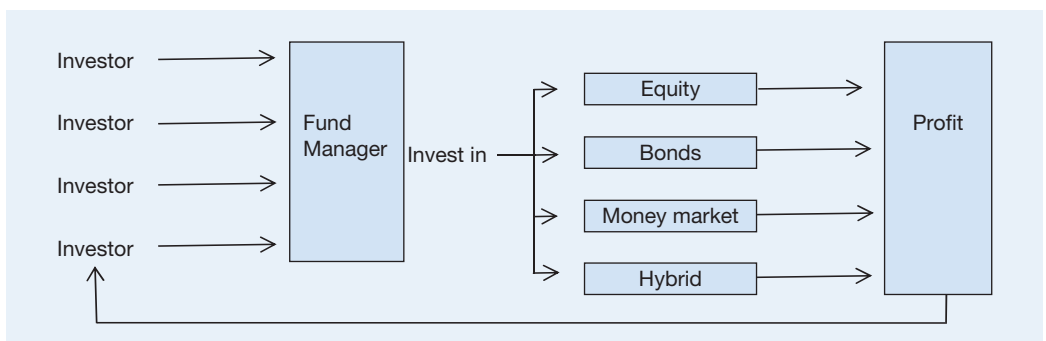 Investor
Investor
Investor
Investor
Fund
Manager
Invest in
Equity
Bonds
Money market
Hybrid
Profit